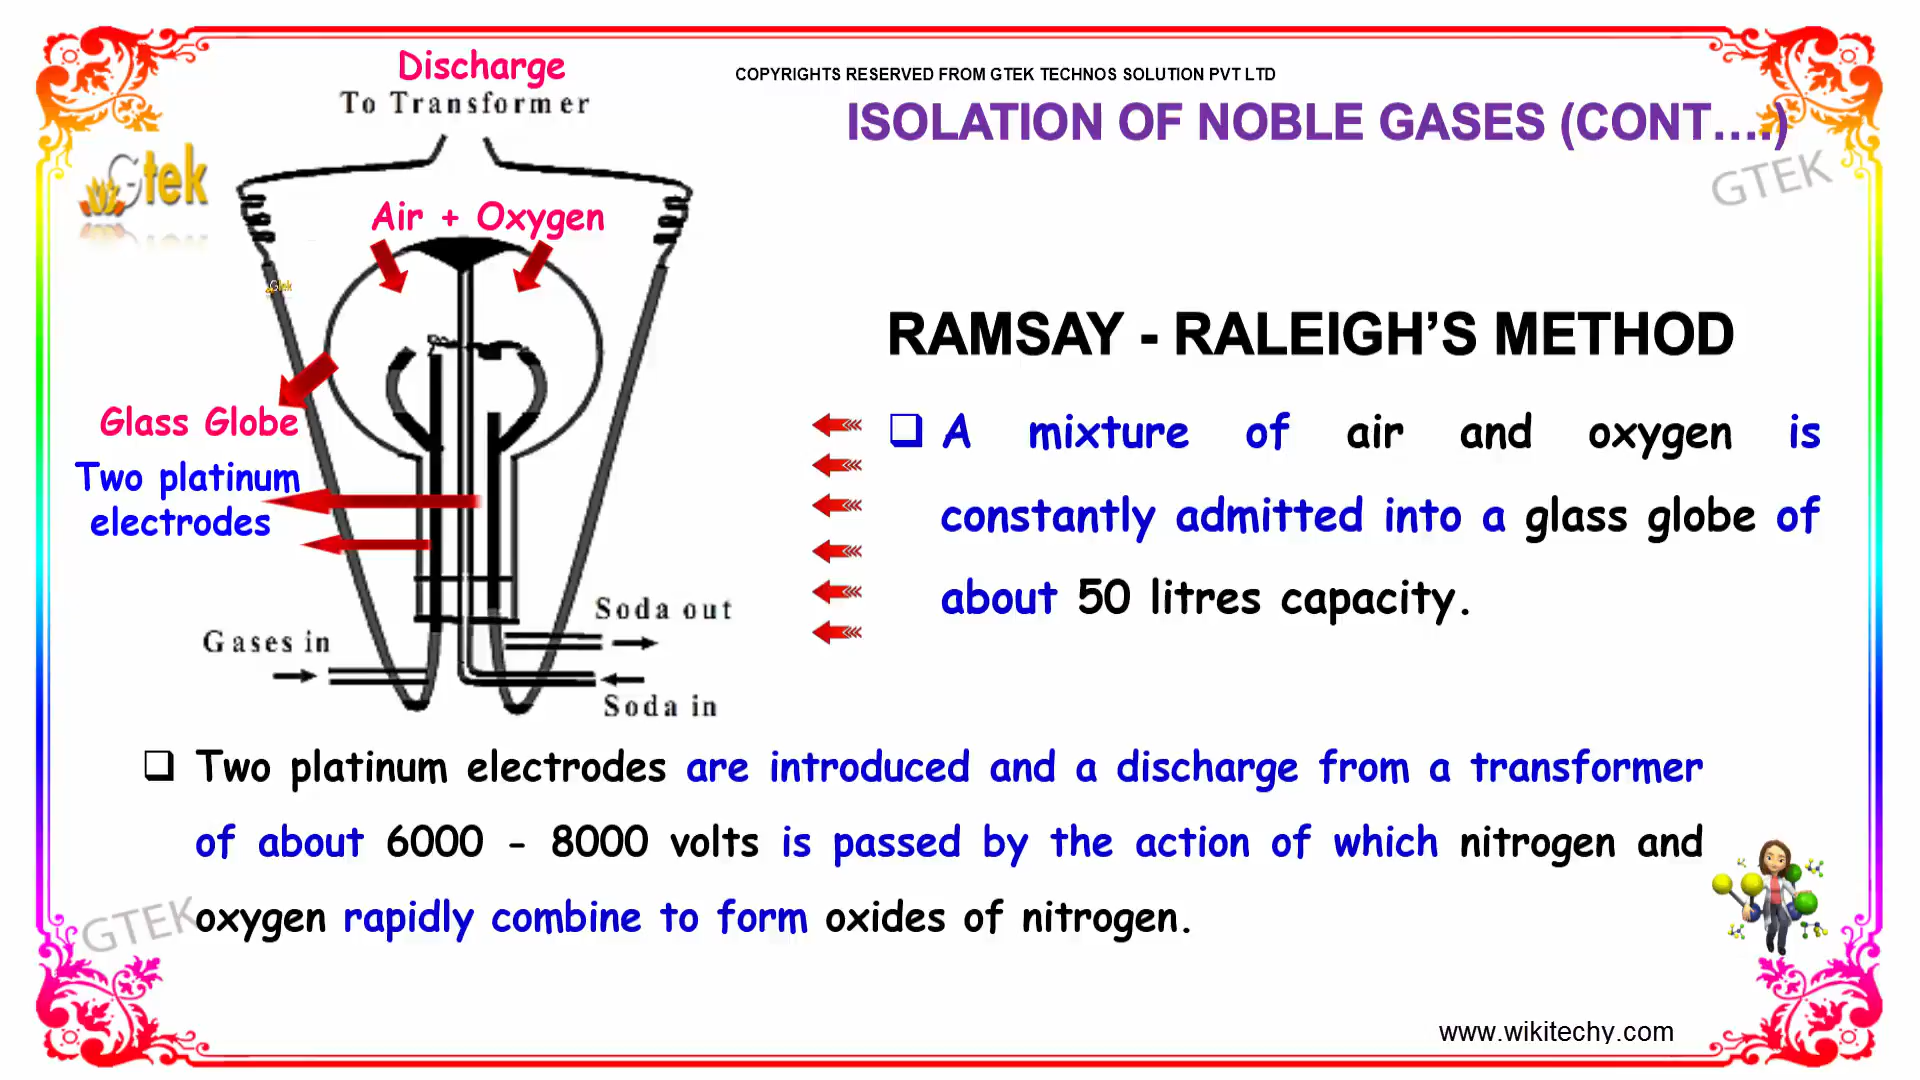 COPYRIGHTS RESERVED FROM GTEK TECHNOS SOLUTION PVT LTD
ISOLATION OF NOBLE GASES (CONT....)
GTEK
Gtek
Discharge
To Transformer
Air + Oxygen
Gtek
Glass Globe
Two platinum
electrodes
Gases in
Soda out
Soda in
RAMSAY - RALEIGH'S METHOD
A mixture of air and oxygen is
constantly admitted into a glass globe of
about 50 litres capacity.
Two platinum electrodes are introduced and a discharge from a transformer
of about 6000 - 8000 volts is passed by the action of which nitrogen and
oxygen rapidly combine to form oxides of nitrogen.
GTEK
www.wikitechy.com